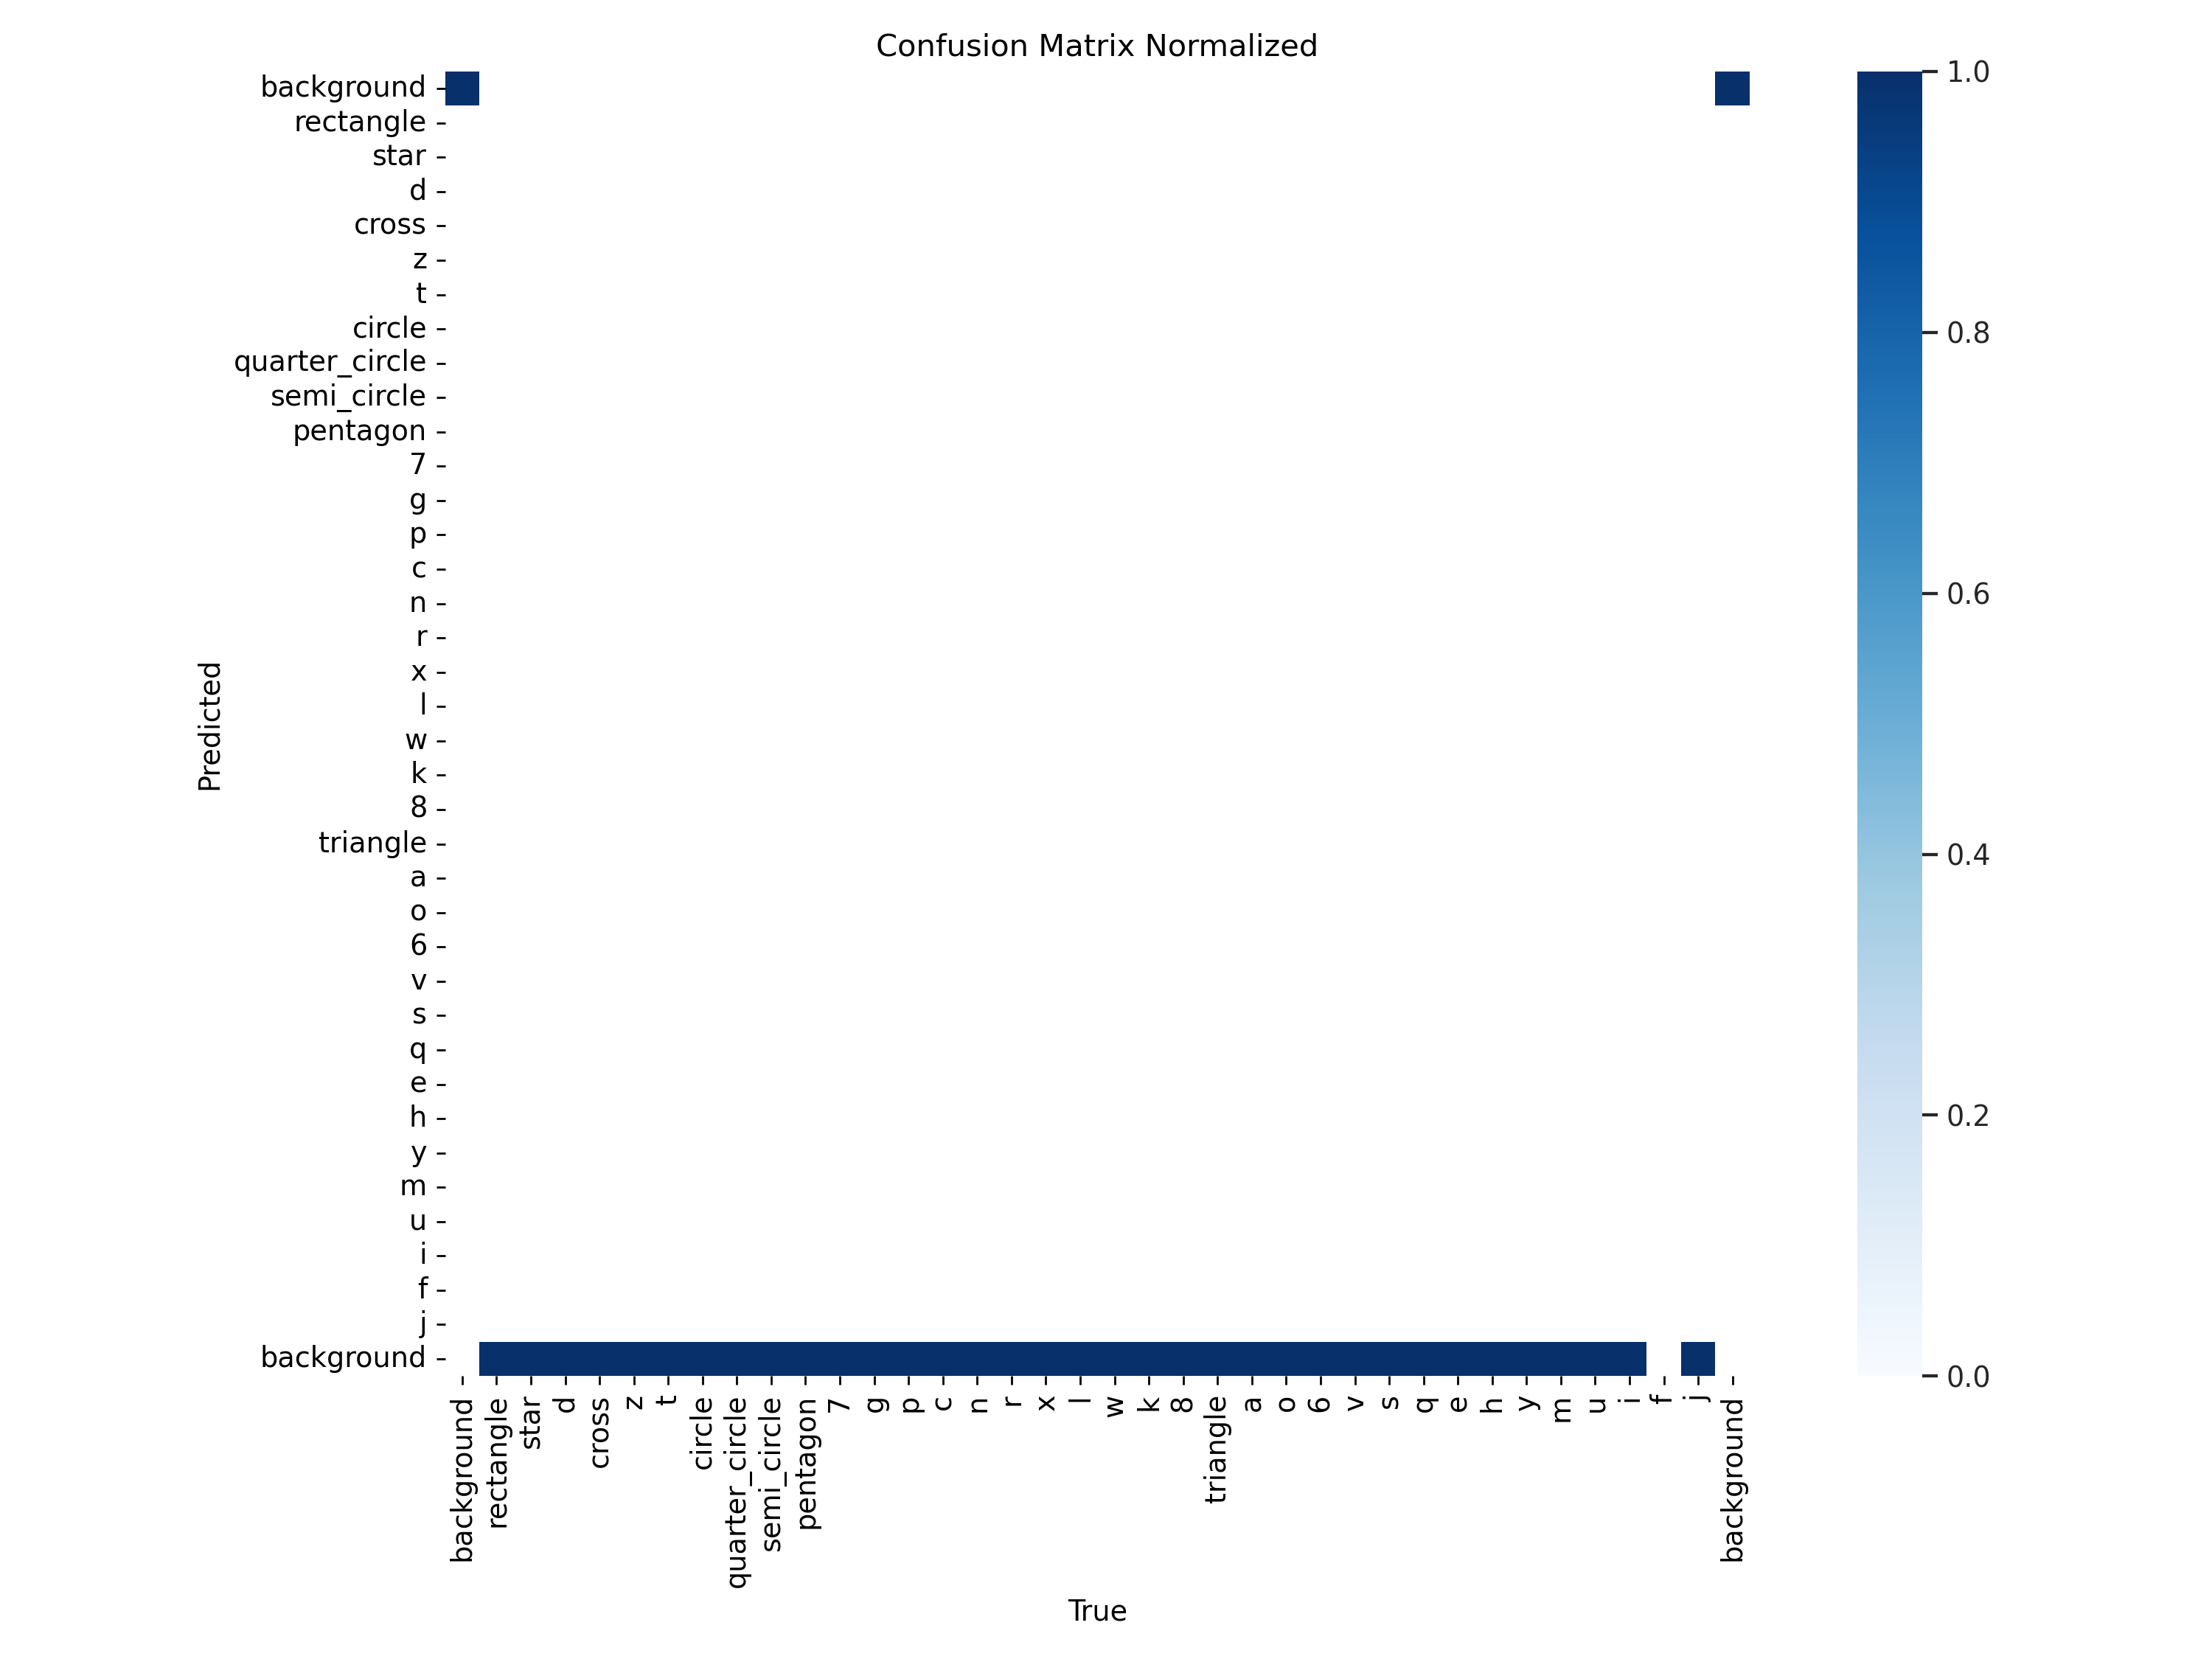 Confusion Matrix Normalized
background
rectangle
star
d
cross
z
t
circle
quarter_circle
semi_circle
pentagon
7
g
p
c
n
r
x
l
w
k
8
triangle
a
o
6
v
s
q
e
h
y
m
u
i
f
j
background
Predicted
background rectangle star d cross z t circle quarter_circle semi_circle pentagon 7 g p c n r x l w k 8 triangle a o 6 v s q e h y m u i f j background
True
1.0
0.8
0.6
0.4
0.2
0.0